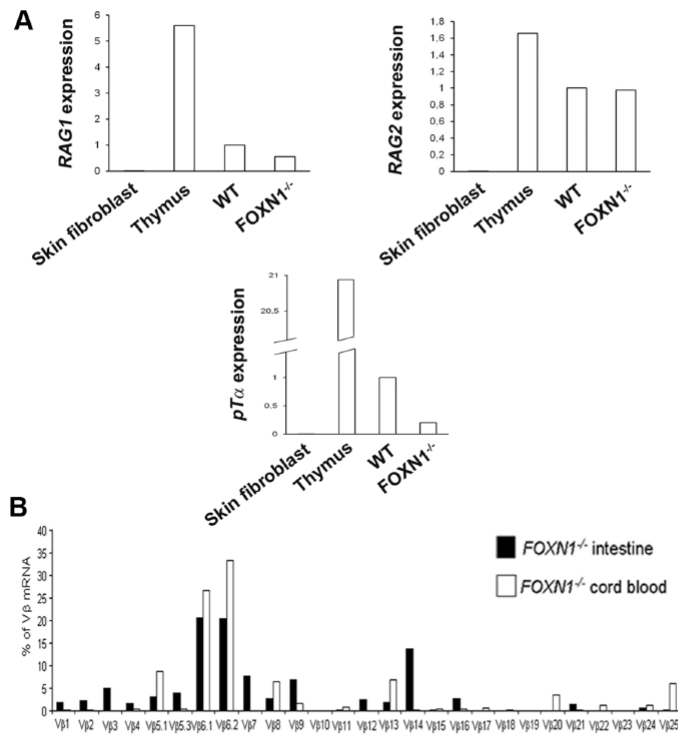 A
RAG1 expression
6
5
4
3
2
1
0
Skin fibroblast
Thymus
WT
FOXN1-/-
RAG2 expression
1,8
1,6
1,4
1,2
1
0,8
0,6
0,4
0,2
0
Skin fibroblast
Thymus
WT
FOXN1-/-
pTα expression
21
20,5
1
0,5
0
Skin fibroblast
Thymus
WT
FOXN1-/-
B
% of Vβ mRNA
40
35
30
25
20
15
10
5
0
FOXN1-/- intestine
FOXN1-/- cord blood
Vβ1 Vβ2 Vβ3 Vβ4 Vβ5.1 Vβ5.3 Vβ6.1 Vβ6.2 Vβ7 Vβ8 Vβ9 Vβ10 Vβ11 Vβ12 Vβ13 Vβ14 Vβ15 Vβ16 Vβ17 Vβ18 Vβ19 Vβ20 Vβ21 Vβ22 Vβ23 Vβ24 Vβ25